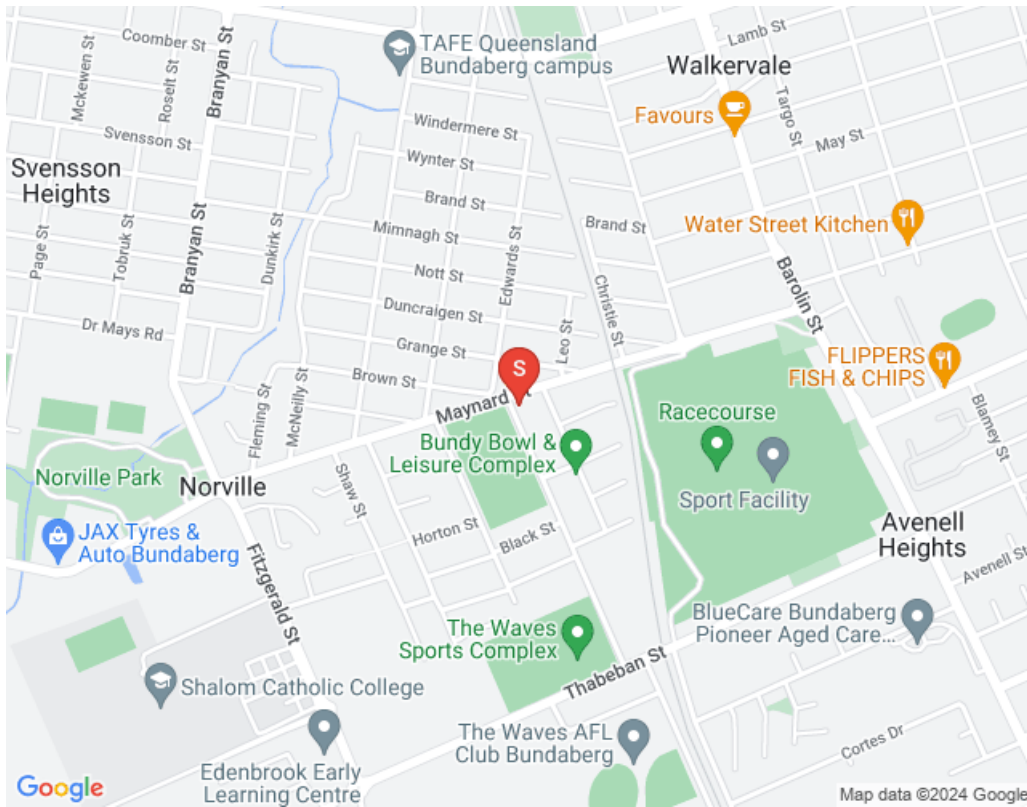 Coomber St
Mckewen St
Roselt St
Branyan St
TAFE Queensland
Bundaberg campus
Lamb St
Walkervale
Favours
Targo St
May St
Svensson St
Windermere St
Wynter St
Svensson
Heights
Brand St
Mimnagh St
Brand St
Water Street Kitchen
Page St
Tobruk St
Branyan St
Dunkirk St
Nott St
Edwards St
Christie St
Barolin St
Duncraigen St
Dr Mays Rd
Grange St
Leo St
FLIPPERS
FISH & CHIPS
Brown St
S
Maynard St
Fleming St
McNeilly St
Bundy Bowl &
Leisure Complex
Racecourse
Blamey St
Norville Park
Norville
Shaw St
Sport Facility
JAX Tyres &
Auto Bundaberg
Horton St
Black St
Avenell
Heights
Avenell St
Fitzgerald St
BlueCare Bundaberg
Pioneer Aged Care...
The Waves
Sports Complex
Thabeban St
Shalom Catholic College
The Waves AFL
Club Bundaberg
Cortes Dr
Edenbrook Early
Learning Centre
Google
Map data ©2024 Google